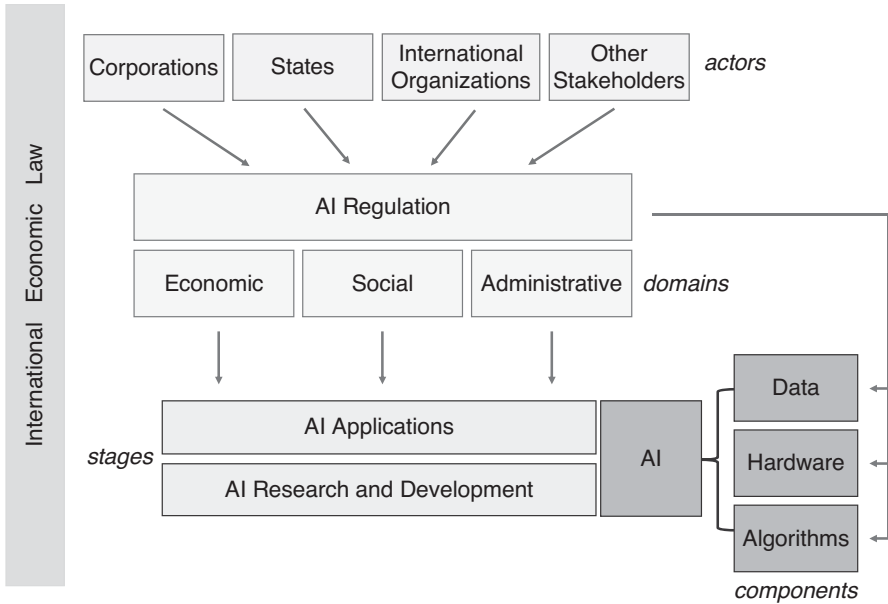 International Economic Law
Corporations
States
International
Organizations
Other
Stakeholders
actors
AI Regulation
Economic
Social
Administrative
domains
stages
AI Applications
AI Research and Development
AI
Data
Hardware
Algorithms
components